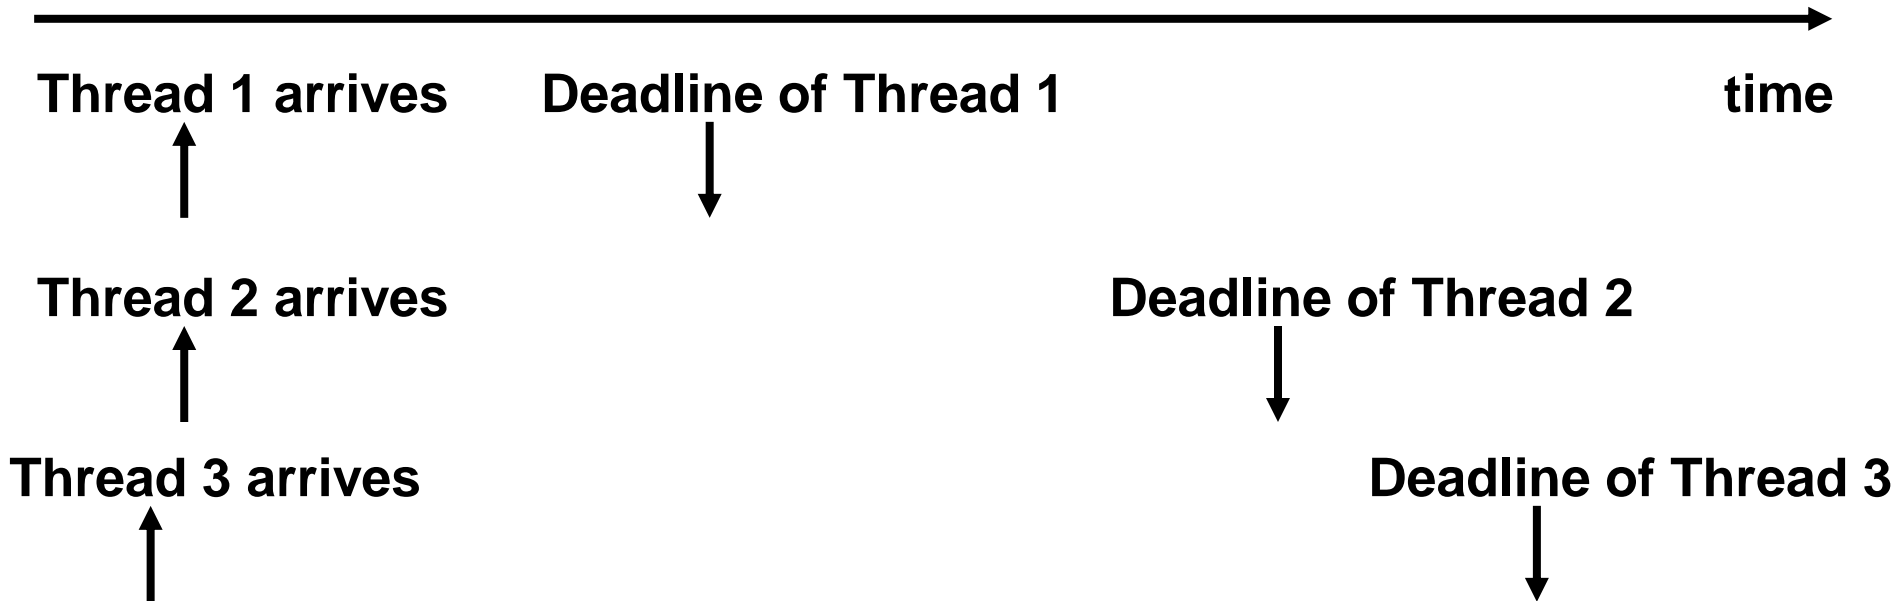 Thread 1 arrives Deadline of Thread 1 time
Thread 2 arrives Deadline of Thread 2
Thread 3 arrives Deadline of Thread 3